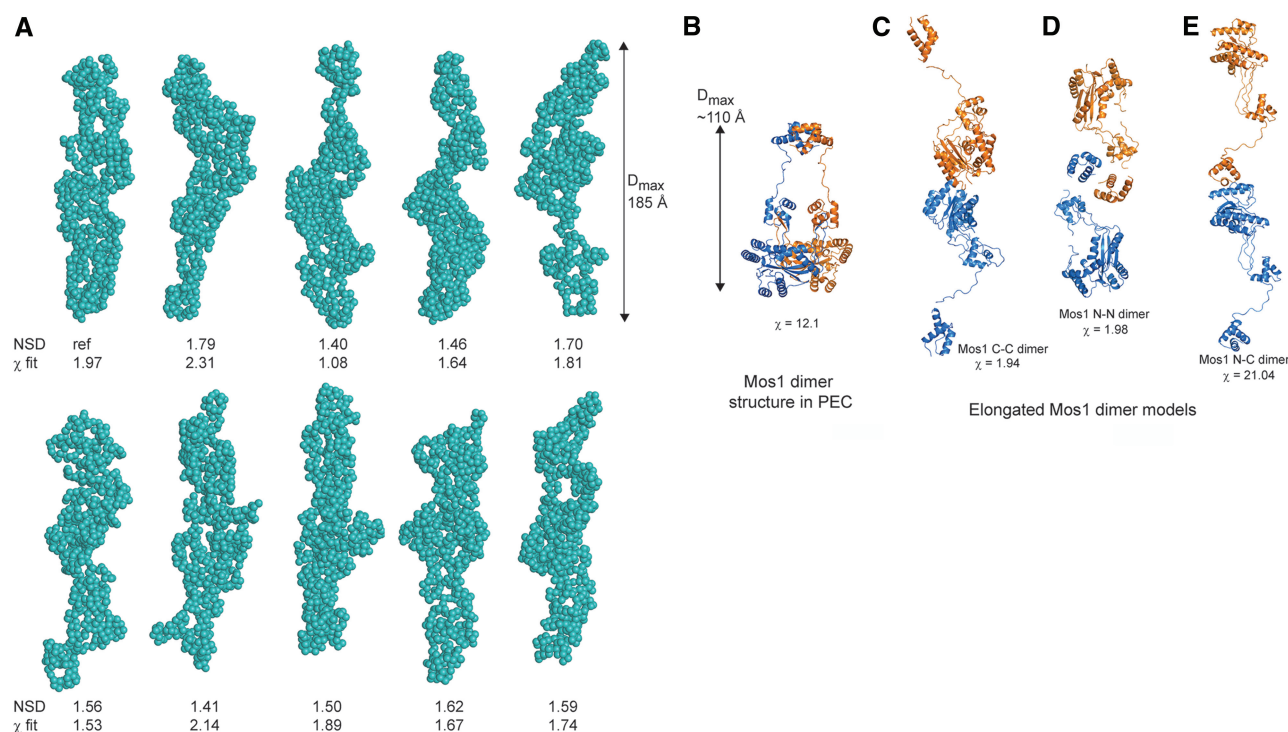 A
B
C
D
E
Dmax
185 Å
NSD ref 1.79 1.40 1.46 1.70
χ fit 1.97 2.31 1.08 1.64 1.81
NSD 1.56 1.41 1.50 1.62 1.59
χ fit 1.53 2.14 1.89 1.67 1.74
Dmax
~110 Å
χ = 12.1
Mos1 dimer
structure in PEC
Mos1 C-C dimer
χ = 1.94
Mos1 N-N dimer
χ = 1.98
Mos1 N-C dimer
χ = 21.04
Elongated Mos1 dimer models